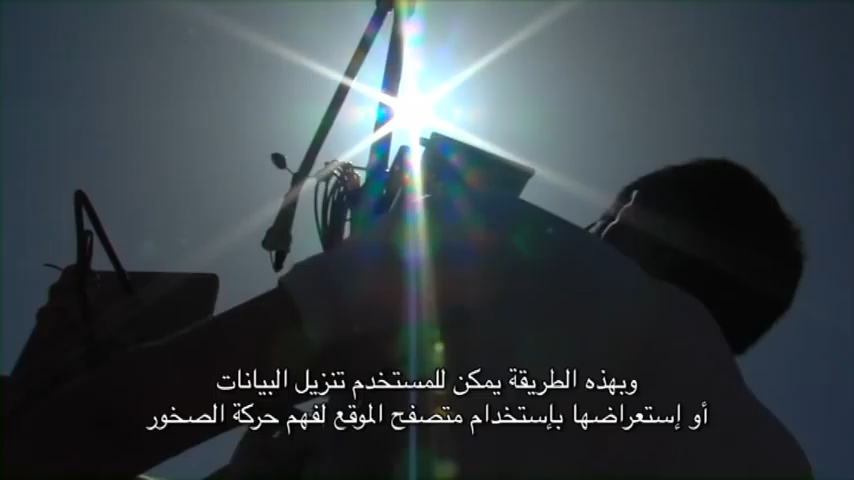 وبهذه الطريقة يمكن للمستخدم تنزيل البيانات
أو إستعراضها بإستخدام متصفح الموقع لفهم حركة الصخور